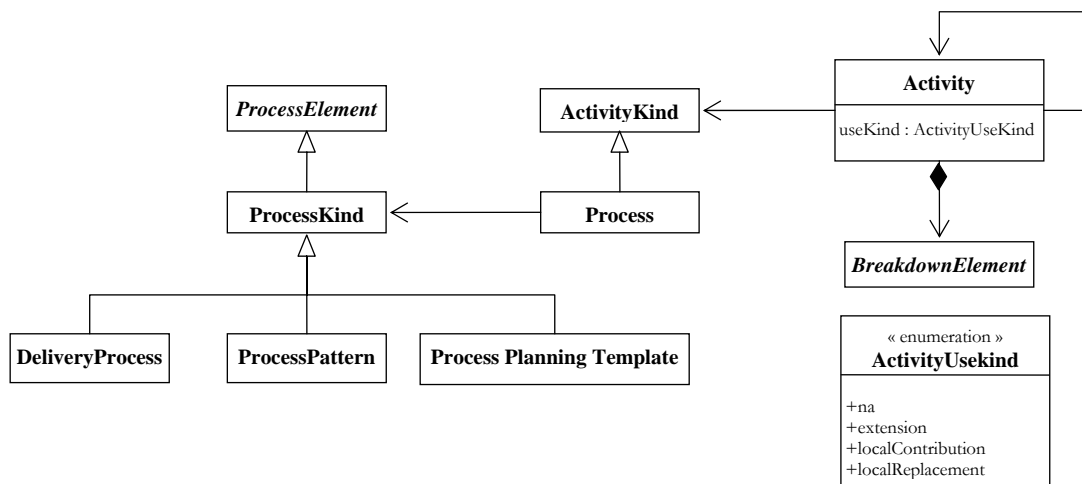 Activity
useKind : ActivityUseKind
ProcessElement
ActivityKind
ProcessKind
Process
BreakdownElement
DeliveryProcess
ProcessPattern
Process Planning Template
« enumeration »
ActivityUsekind
+na
+extension
+localContribution
+localReplacement